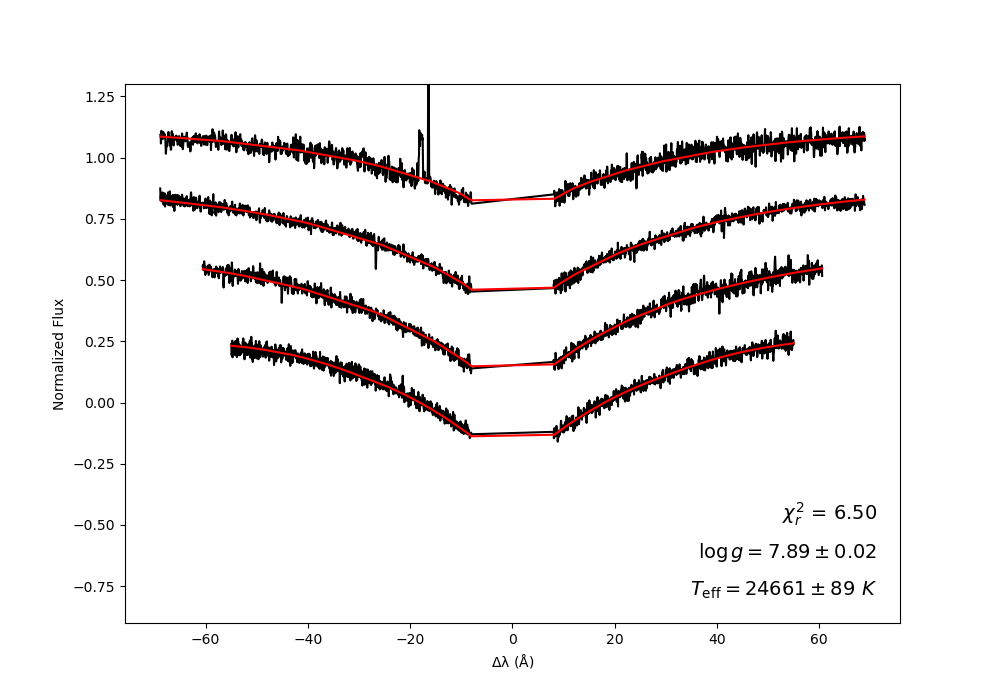 1.25
1.00
0.75
0.50
0.25
0.00
−0.25
−0.50
−0.75
Normalized Flux
χ²ᵣ = 6.50
log g = 7.89 ± 0.02
T_eff = 24661 ± 89 K
−60 −40 −20 0 20 40 60
Δλ (Å)